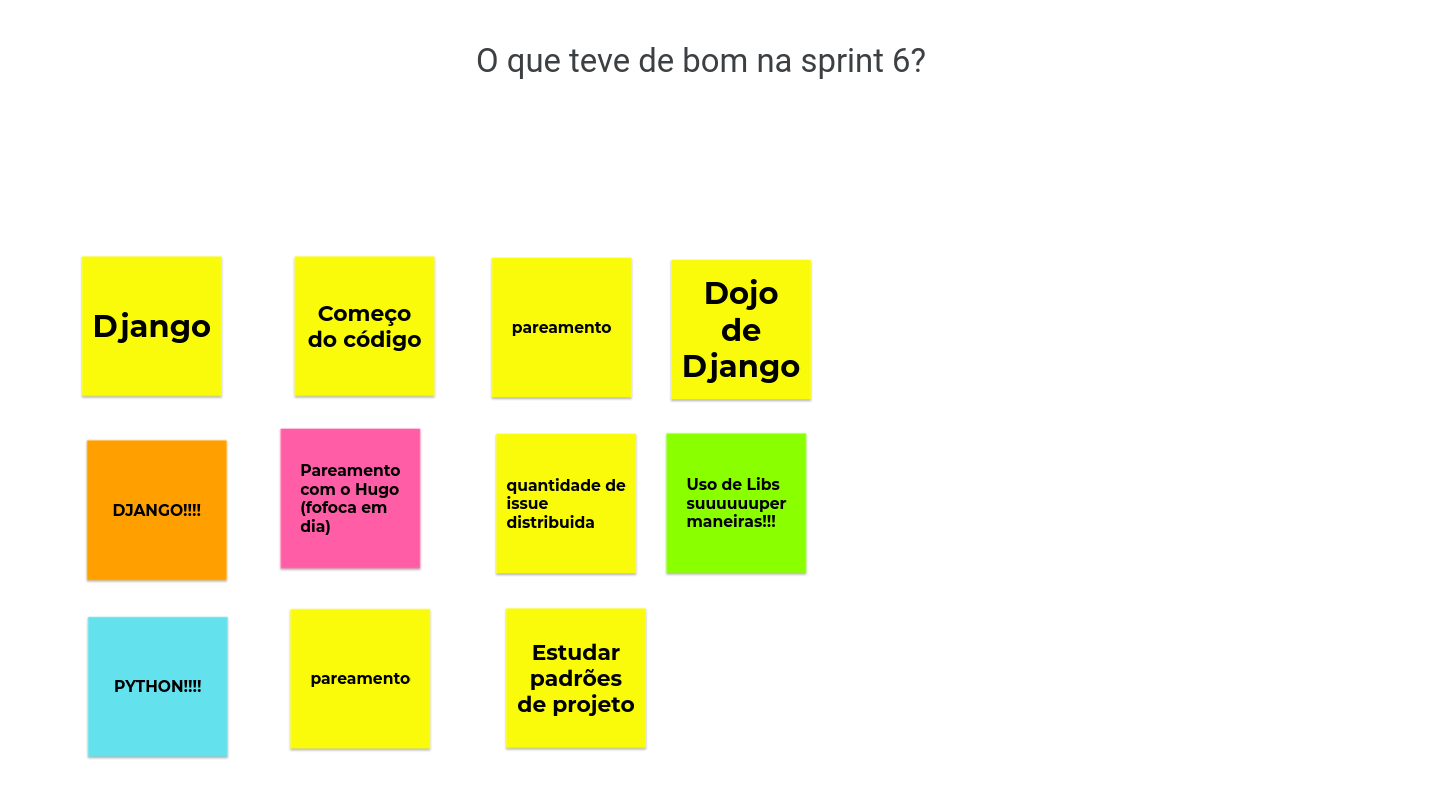 O que teve de bom na sprint 6?
Django
Começo
do código
pareamento
Dojo
de
Django
DJANGO!!!!
Pareamento
com o Hugo
(fofoca em
dia)
quantidade de
issue
distribuida
Uso de Libs
suuuuuuper
maneiras!!!
PYTHON!!!!
pareamento
Estudar
padrões
de projeto